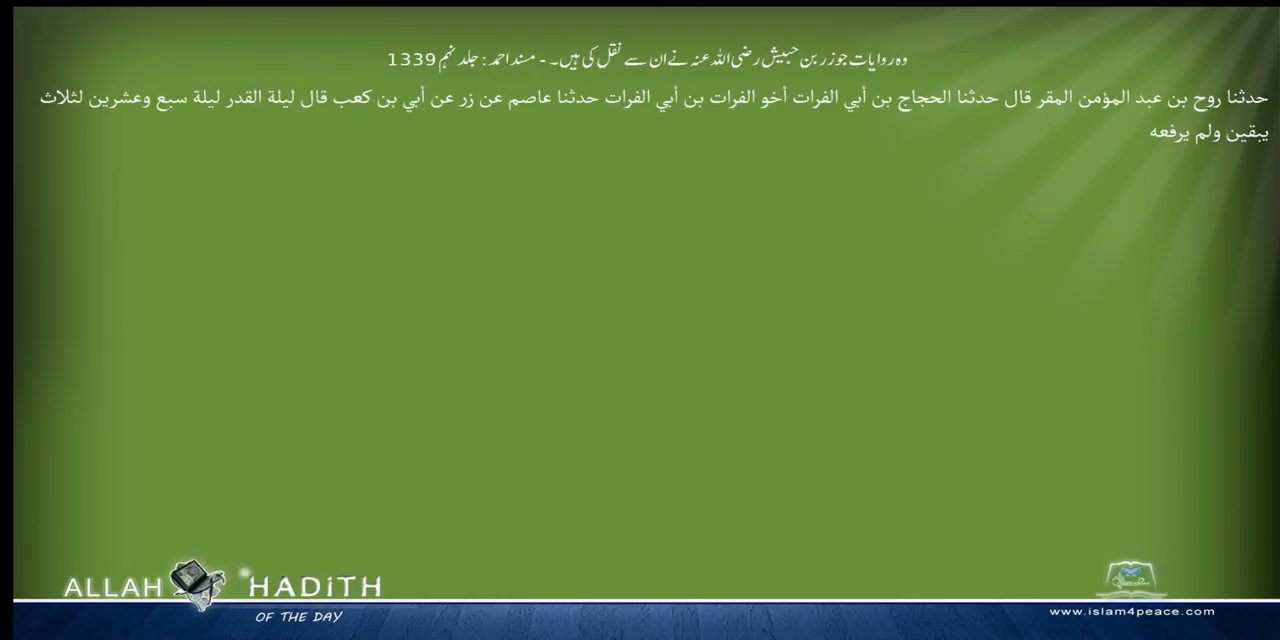 وہ روایات جو زر بن حبیش رضی اللہ عنہ نے ان سے نقل کی ہیں۔ - مسند احمد : جلد نہم 1339
حدثنا روح بن عبد المؤمن المقر قال حدثنا الحجاج بن أبي الفرات أخو الفرات بن أبي الفرات حدثنا عاصم عن زر عن أبي بن كعب قال ليلة القدر ليلة سبع وعشرين لثلاث
يبقين ولم يرفعه
ALLAH HADiTH
OF THE DAY
www.islam4peace.com